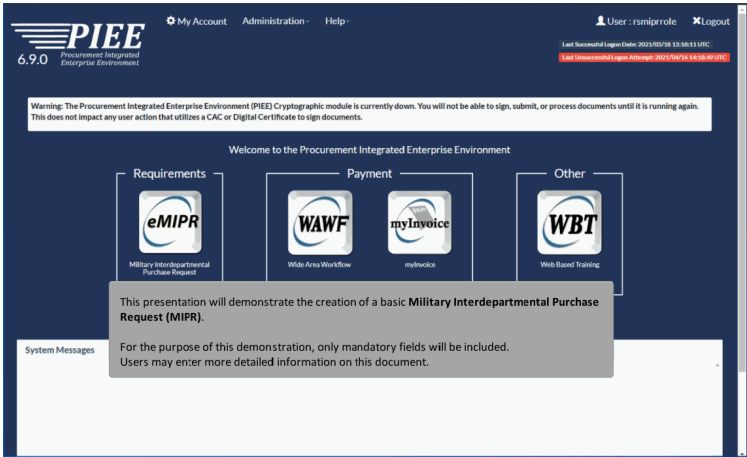 PIEE
6.9.0 Procurement Integrated
Enterprise Environment
My Account Administration Help
User : rsmiprrole Logout
Last Successful Logon Date: 2021/03/18 13:18:11 UTC
Last Unsuccessful Logon Attempt: 2021/04/16 14:18:49 UTC
Warning: The Procurement Integrated Enterprise Environment (PIEE) Cryptographic module is currently down. You will not be able to sign, submit, or process documents until it is running again.
This does not impact any user action that utilizes a CAC or Digital Certificate to sign documents.
Welcome to the Procurement Integrated Enterprise Environment
Requirements
eMIPR
Military Interdepartmental
Purchase Request
Payment
WAWF
Wide Area Workflow
myInvoice
myInvoice
Other
WBT
Web Based Training
This presentation will demonstrate the creation of a basic Military Interdepartmental Purchase
Request (MIPR).
For the purpose of this demonstration, only mandatory fields will be included.
Users may enter more detailed information on this document.
System Messages